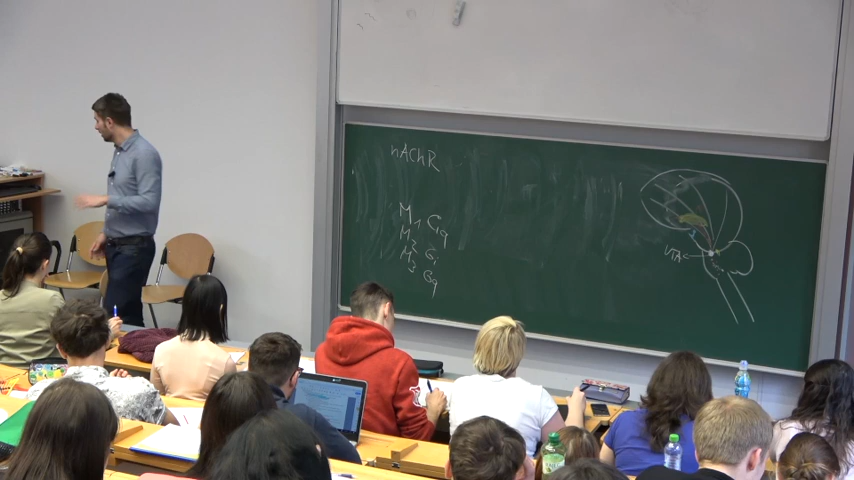 nAChR
M1 Gq
M2 Gi
M3 Gq
VTA